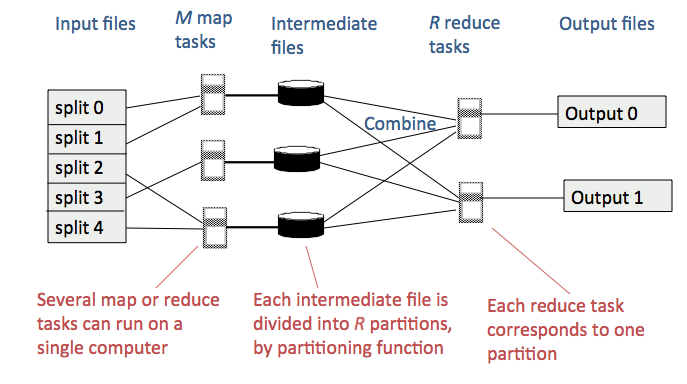 Input files
M map
tasks
Intermediate
files
R reduce
tasks
Output files
split 0
split 1
split 2
split 3
split 4
Combine
Output 0
Output 1
Several map or reduce
tasks can run on a
single computer
Each intermediate file is
divided into R partitions,
by partitioning function
Each reduce task
corresponds to one
partition